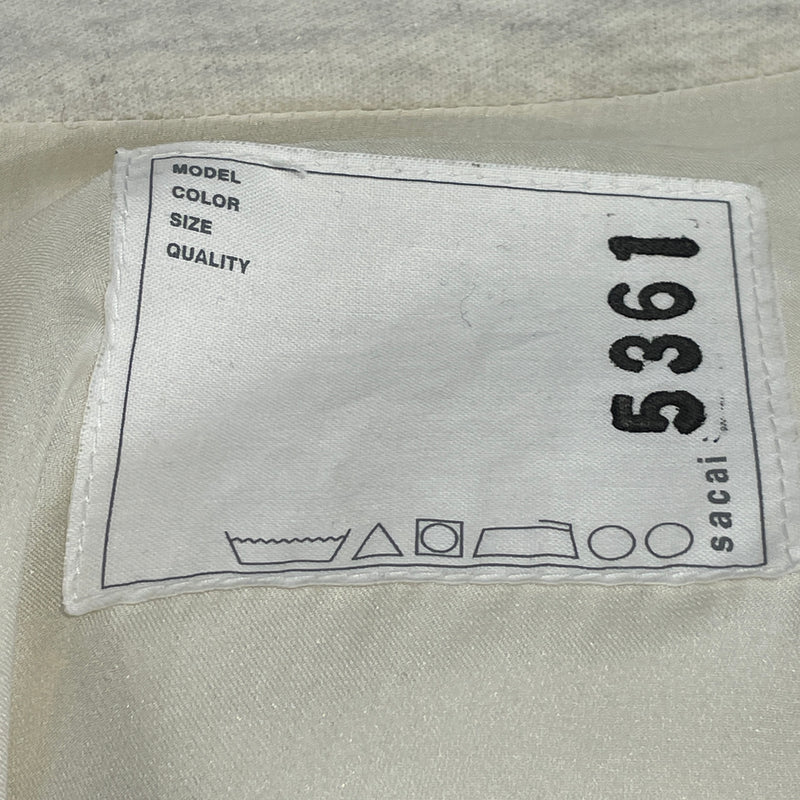 MODEL
COLOR
SIZE
QUALITY
5361
sacai